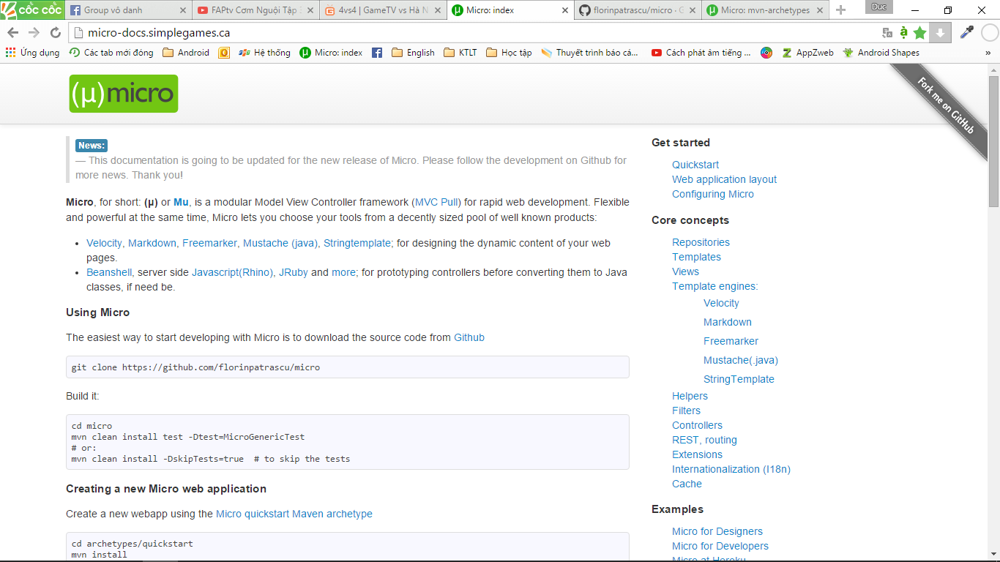 cốc cốc
Group vô danh
FAPtv Cơm Nguội Tập
4vs4 | GameTV vs Hà N
Micro: index
florinpatrascu/micro · G
Micro: mvn-archetypes
Duc
micro-docs.simplegames.ca
Ứng dụng
Các tab mới đóng
Android
Hệ thống
Micro: index
English
KTLT
Học tập
Thuyết trình báo cá...
Cách phát âm tiếng ...
AppZweb
Android Shapes
»
(µ)micro
Fork me on GitHub
News:
— This documentation is going to be updated for the new release of Micro. Please follow the development on Github for
more news. Thank you!
Micro, for short: (µ) or Mu, is a modular Model View Controller framework (MVC Pull) for rapid web development. Flexible
and powerful at the same time, Micro lets you choose your tools from a decently sized pool of well known products:
• Velocity, Markdown, Freemarker, Mustache (java), Stringtemplate; for designing the dynamic content of your web
pages.
• Beanshell, server side Javascript(Rhino), JRuby and more; for prototyping controllers before converting them to Java
classes, if need be.
Using Micro
The easiest way to start developing with Micro is to download the source code from Github
git clone https://github.com/florinpatrascu/micro
Build it:
cd micro
mvn clean install test -Dtest=MicroGenericTest
# or:
mvn clean install -DskipTests=true  # to skip the tests
Creating a new Micro web application
Create a new webapp using the Micro quickstart Maven archetype
cd archetypes/quickstart
mvn install
Get started
Quickstart
Web application layout
Configuring Micro
Core concepts
Repositories
Templates
Views
Template engines:
Velocity
Markdown
Freemarker
Mustache(.java)
StringTemplate
Helpers
Filters
Controllers
REST, routing
Extensions
Internationalization (I18n)
Cache
Examples
Micro for Designers
Micro for Developers
Micro at Heroku